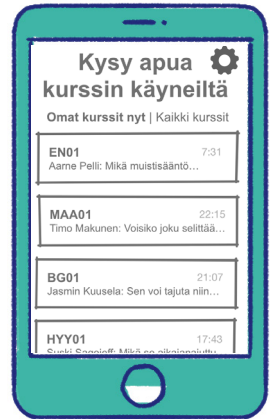 Kysy apua
kurssin käyneiltä
Omat kurssit nyt | Kaikki kurssit
EN01 7:31
Aarne Pelli: Mikä muistisääntö…
MAA01 22:15
Timo Makunen: Voisiko joku selittää…
BG01 21:07
Jasmin Kuusela: Sen voi tajuta niin…
HYY01 17:43
Mikä